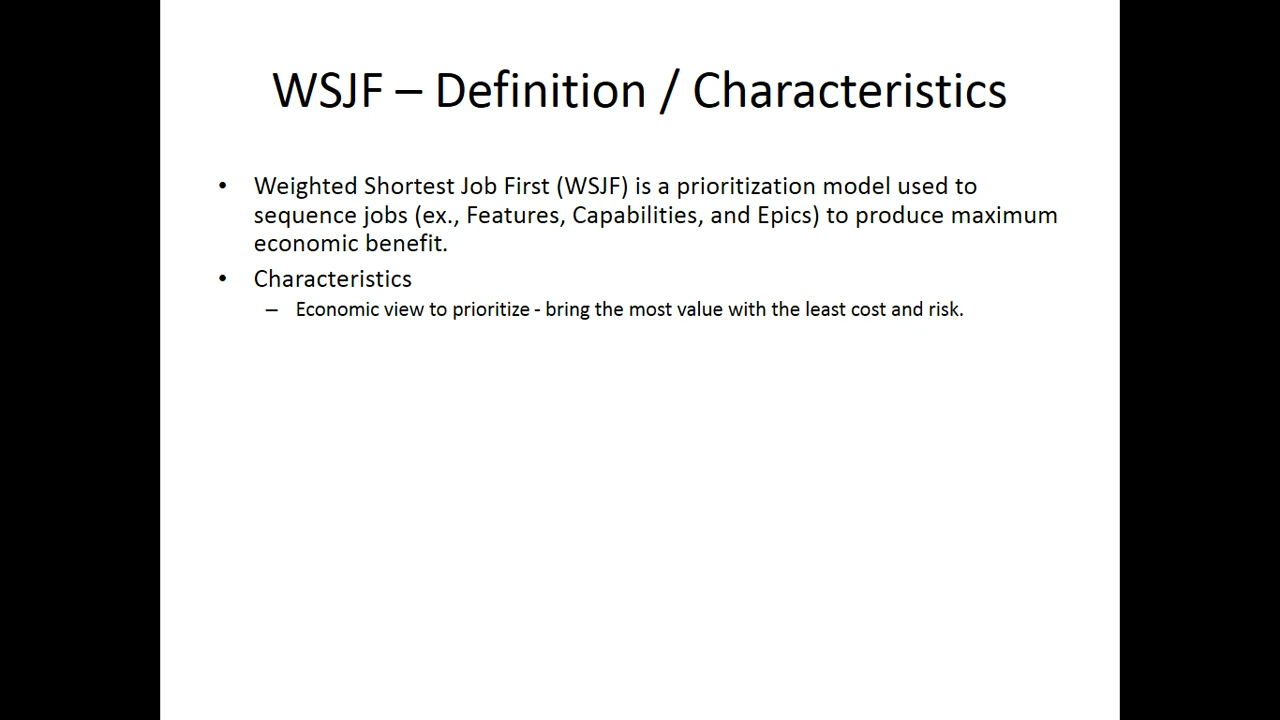 WSJF – Definition / Characteristics
• Weighted Shortest Job First (WSJF) is a prioritization model used to
sequence jobs (ex., Features, Capabilities, and Epics) to produce maximum
economic benefit.
• Characteristics
– Economic view to prioritize - bring the most value with the least cost and risk.